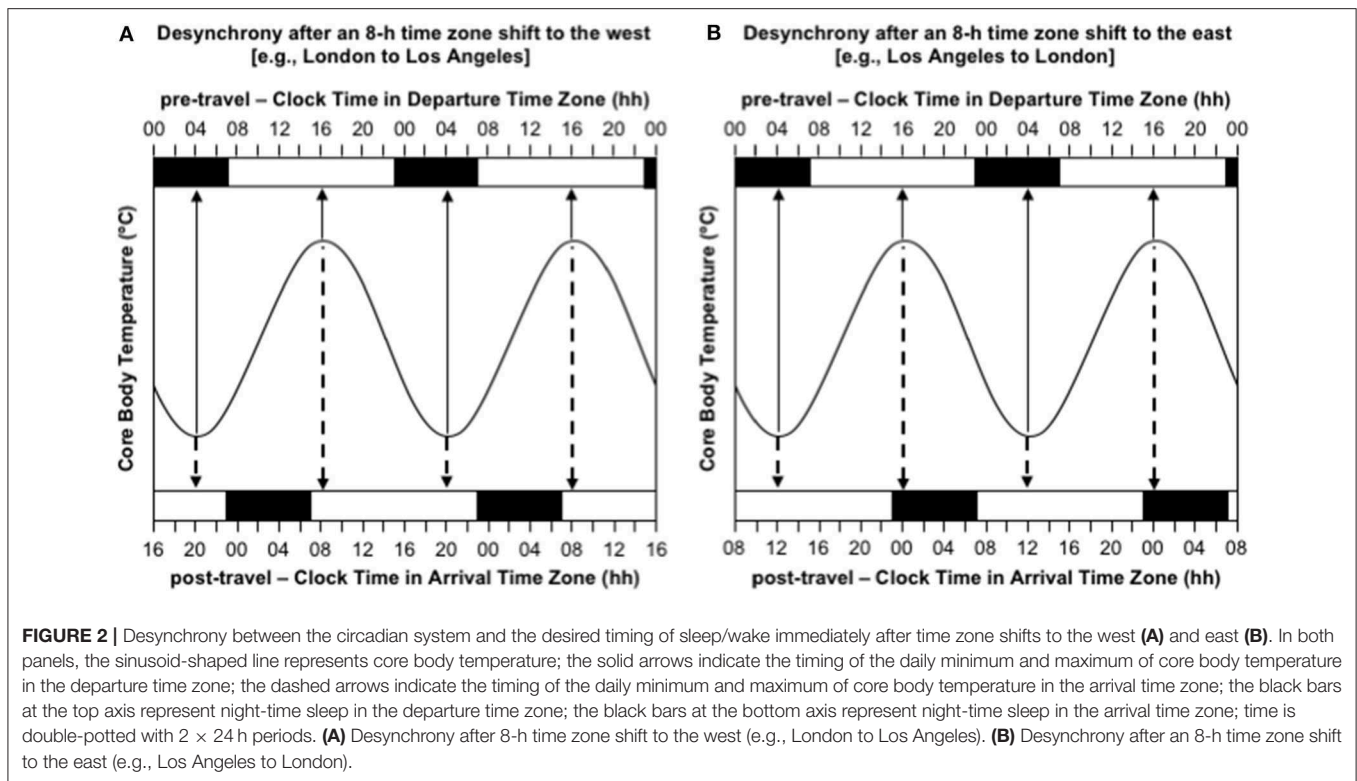 A Desynchrony after an 8-h time zone shift to the west
[e.g., London to Los Angeles]
pre-travel – Clock Time in Departure Time Zone (hh)
00 04 08 12 16 20 00 04 08 12 16 20 00
Core Body Temperature (°C)
16 20 00 04 08 12 16 20 00 04 08 12 16
post-travel – Clock Time in Arrival Time Zone (hh)
B Desynchrony after an 8-h time zone shift to the east
[e.g., Los Angeles to London]
pre-travel – Clock Time in Departure Time Zone (hh)
00 04 08 12 16 20 00 04 08 12 16 20 00
Core Body Temperature (°C)
08 12 16 20 00 04 08 12 16 20 00 04 08
post-travel – Clock Time in Arrival Time Zone (hh)
FIGURE 2 | Desynchrony between the circadian system and the desired timing of sleep/wake immediately after time zone shifts to the west (A) and east (B). In both
panels, the sinusoid-shaped line represents core body temperature; the solid arrows indicate the timing of the daily minimum and maximum of core body temperature
in the departure time zone; the dashed arrows indicate the timing of the daily minimum and maximum of core body temperature in the arrival time zone; the black bars
at the top axis represent night-time sleep in the departure time zone; the black bars at the bottom axis represent night-time sleep in the arrival time zone; time is
double-potted with 2 × 24 h periods. (A) Desynchrony after 8-h time zone shift to the west (e.g., London to Los Angeles). (B) Desynchrony after an 8-h time zone shift
to the east (e.g., Los Angeles to London).